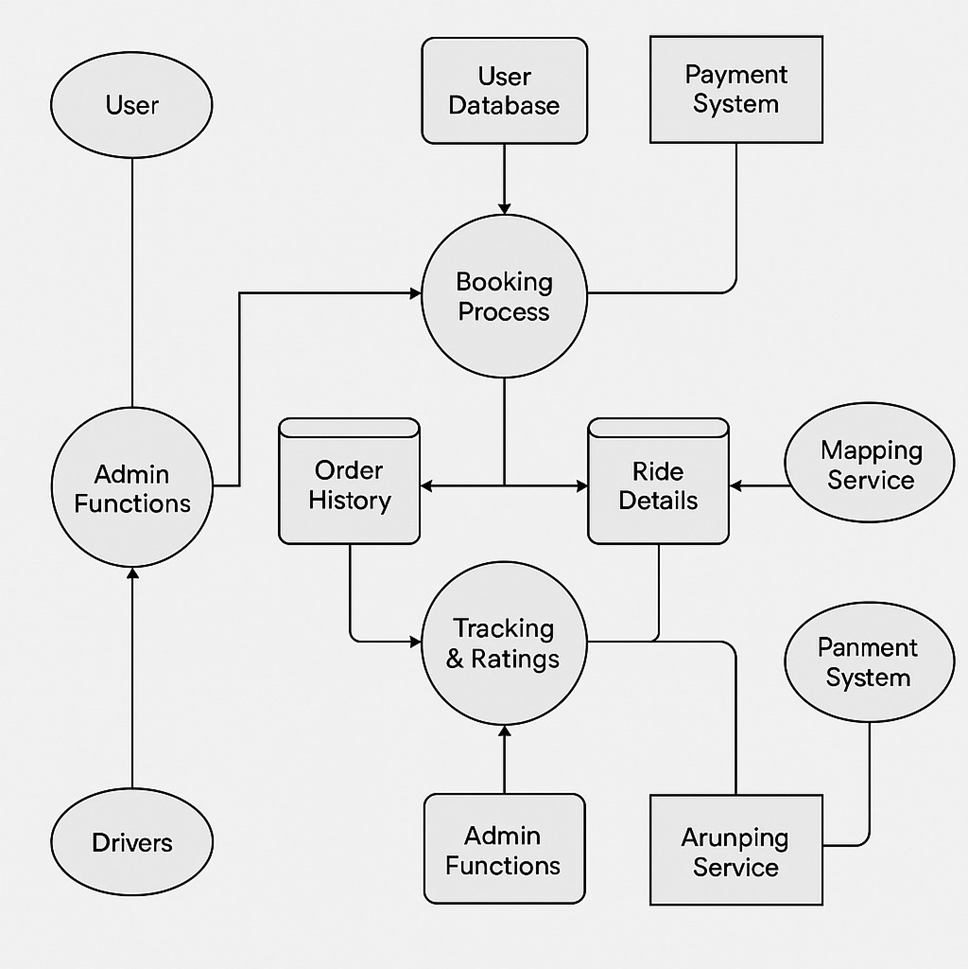 User
User
Database
Payment
System
Booking
Process
Admin
Functions
Order
History
Ride
Details
Mapping
Service
Tracking
& Ratings
Panment
System
Drivers
Admin
Functions
Arunping
Service